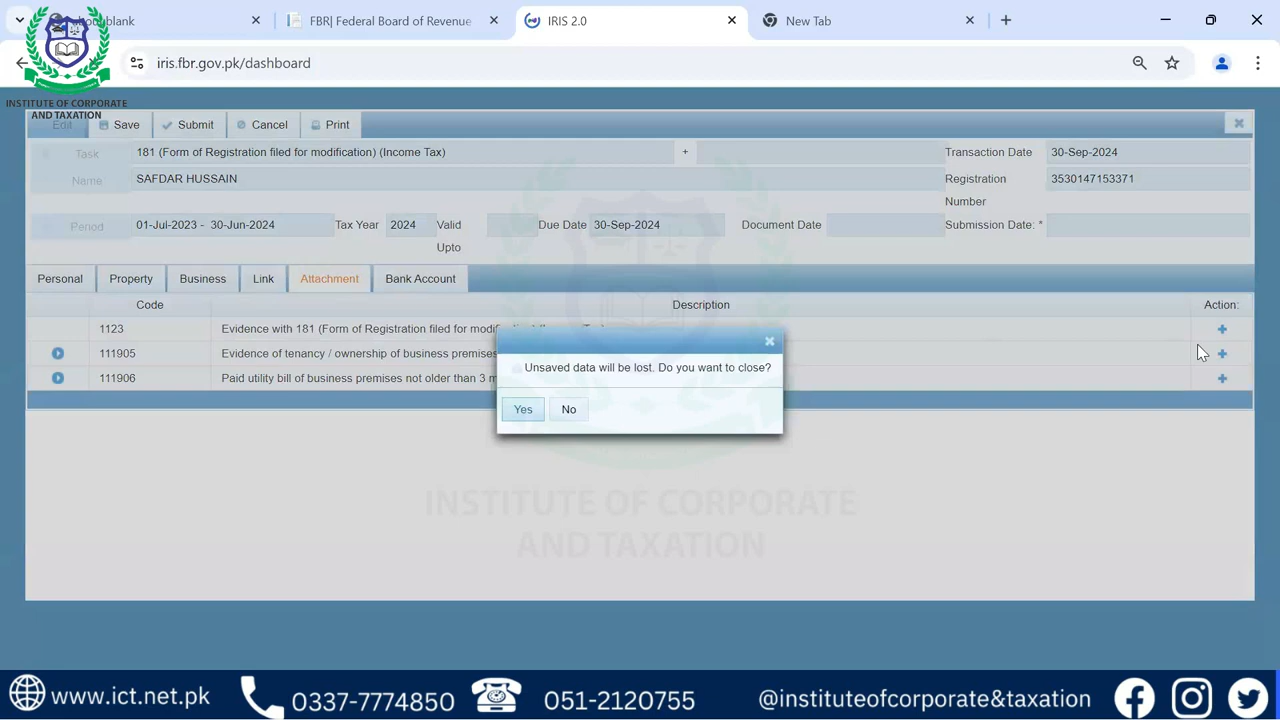 FBR| Federal Board of Revenue
IRIS 2.0
New Tab
iris.fbr.gov.pk/dashboard
INSTITUTE OF CORPORATE
AND TAXATION
Edit Save Submit Cancel Print
Task 181 (Form of Registration filed for modification) (Income Tax) + Transaction Date 30-Sep-2024
Name SAFDAR HUSSAIN Registration Number 3530147153371
Period 01-Jul-2023 - 30-Jun-2024 Tax Year 2024 Valid Upto Due Date 30-Sep-2024 Document Date Submission Date: *
Personal Property Business Link Attachment Bank Account
Code Description Action:
1123 Evidence with 181 (Form of Registration filed for
111905 Evidence of tenancy / ownership of business premises
111906 Paid utility bill of business premises not older than 3
Unsaved data will be lost. Do you want to close?
Yes No
INSTITUTE OF CORPORATE
AND TAXATION
www.ict.net.pk 0337-7774850 051-2120755 @instituteofcorporate&taxation